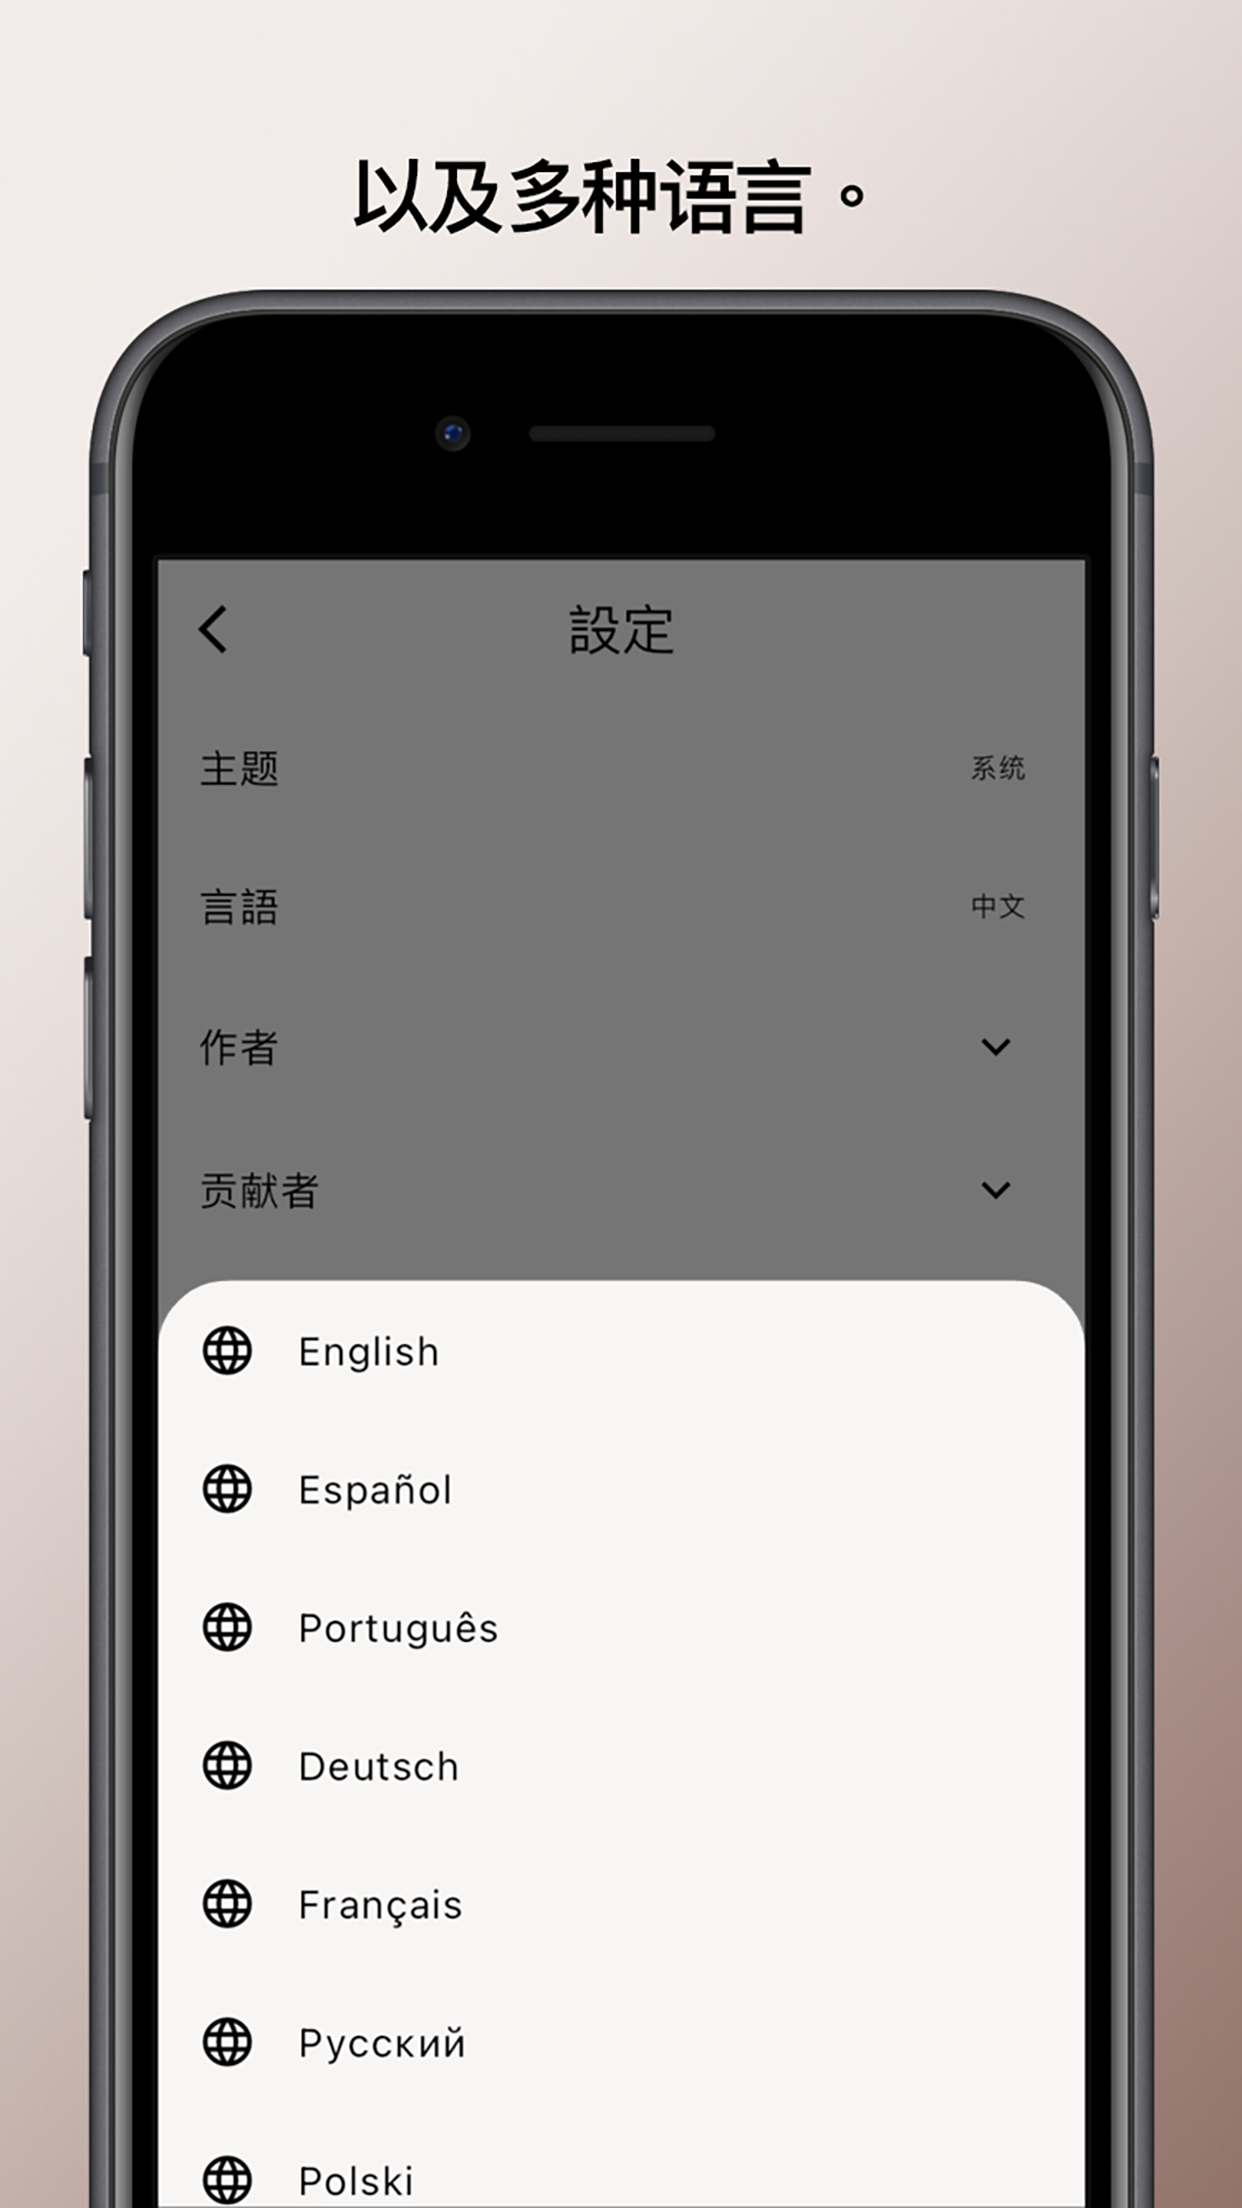 以及多种语言。
設定
主题 系统
言語 中文
作者
贡献者
English
Español
Português
Deutsch
Français
Русский
Polski